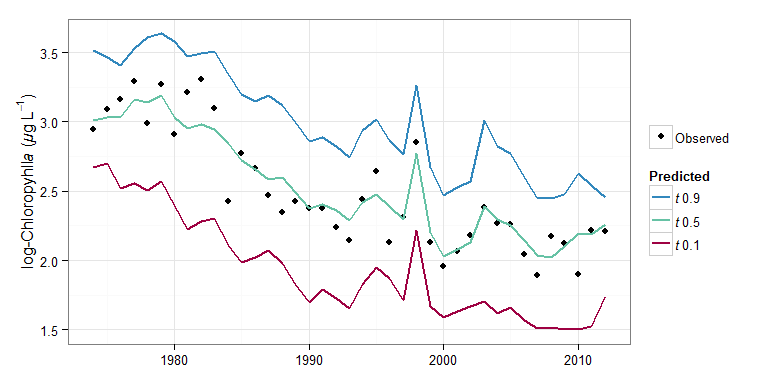 log-Chloropyhlla (μg L⁻¹)
3.5
3.0
2.5
2.0
1.5
1980
1990
2000
2010
Observed
Predicted
t 0.9
t 0.5
t 0.1